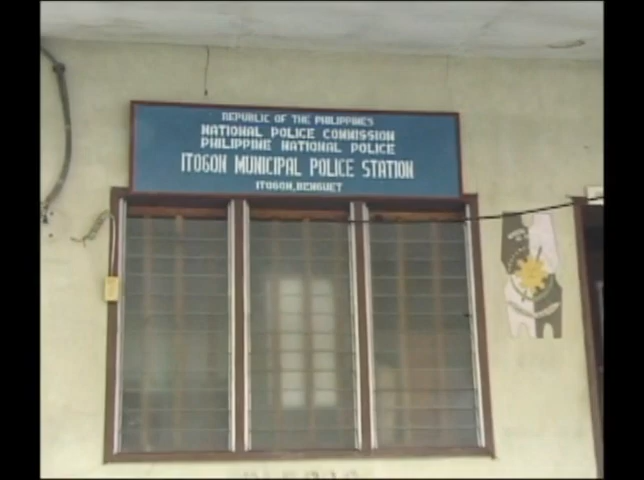 REPUBLIC OF THE PHILIPPINES
NATIONAL POLICE COMMISSION
PHILIPPINE NATIONAL POLICE
ITOGON MUNICIPAL POLICE STATION
ITOGON, BENGUET